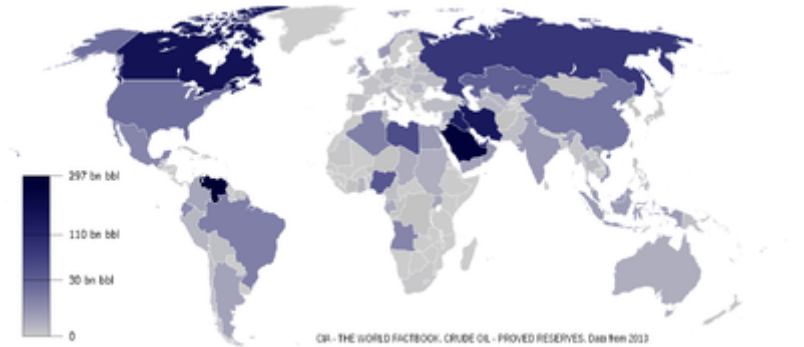 297 bn bbl
110 bn bbl
30 bn bbl
0
CIA - THE WORLD FACTBOOK. CRUDE OIL - PROVED RESERVES. Data from 2013